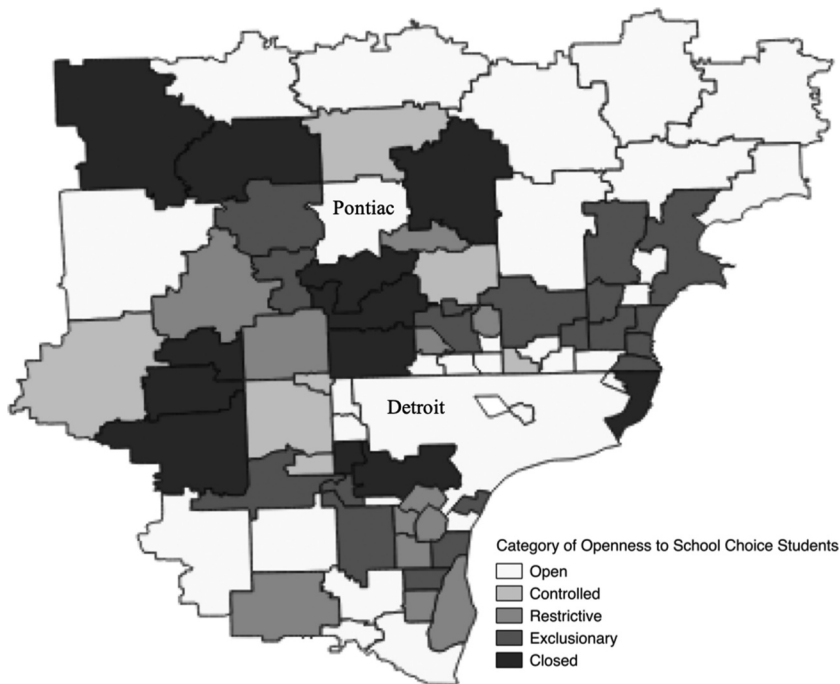 Pontiac
Detroit
Category of Openness to School Choice Students
Open
Controlled
Restrictive
Exclusionary
Closed